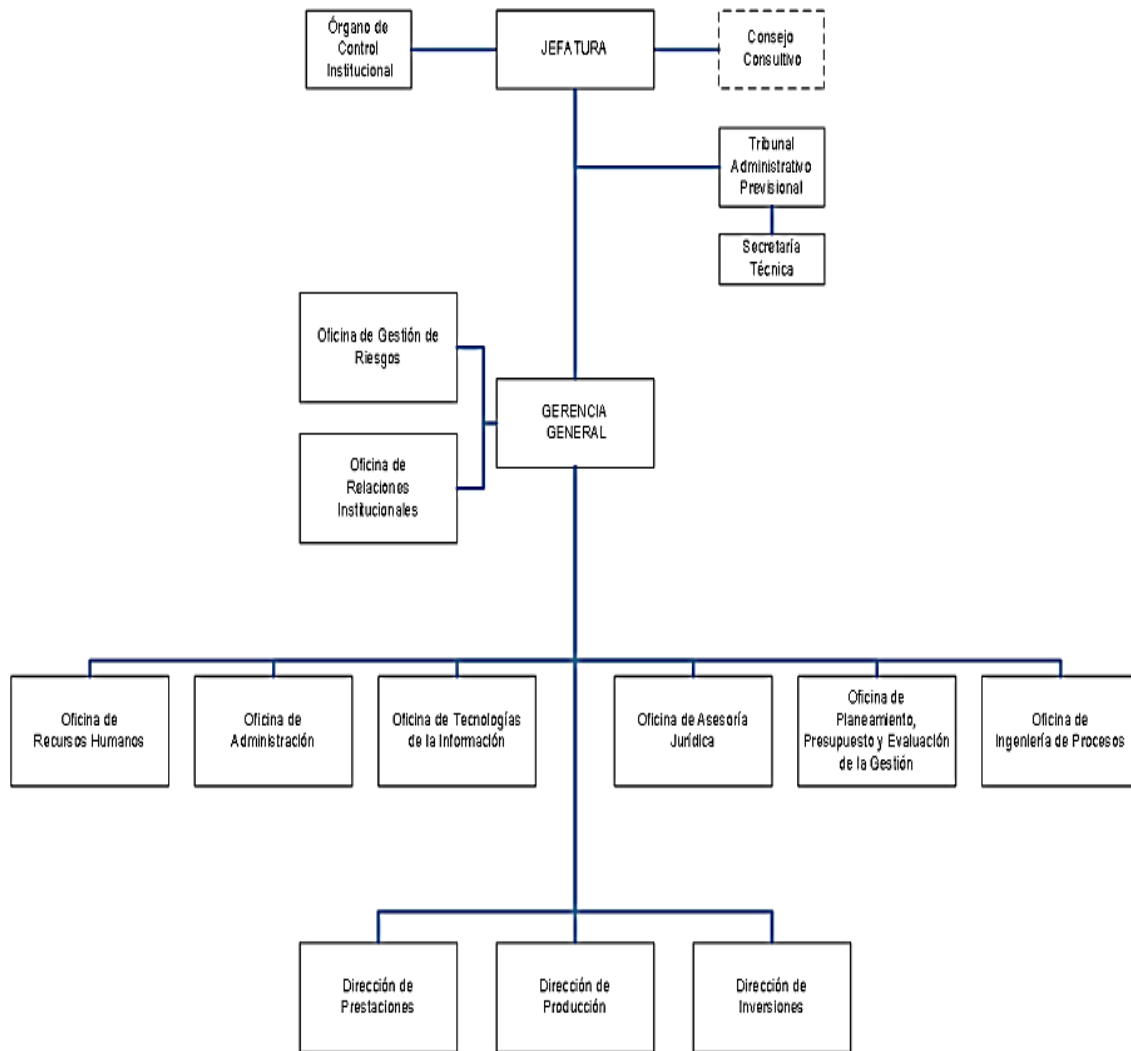 Órgano de
Control
Institucional
JEFATURA
Consejo
Consultivo
Tribunal
Administrativo
Previsional
Secretaría
Técnica
Oficina de Gestión de
Riesgos
GERENCIA
GENERAL
Oficina de
Relaciones
Institucionales
Oficina de
Recursos Humanos
Oficina de
Administración
Oficina de Tecnologías
de la Información
Oficina de Asesoría
Jurídica
Oficina de
Planeamiento,
Presupuesto y Evaluación
de la Gestión
Oficina de
Ingeniería de Procesos
Dirección de
Prestaciones
Dirección de
Producción
Dirección de
Inversiones